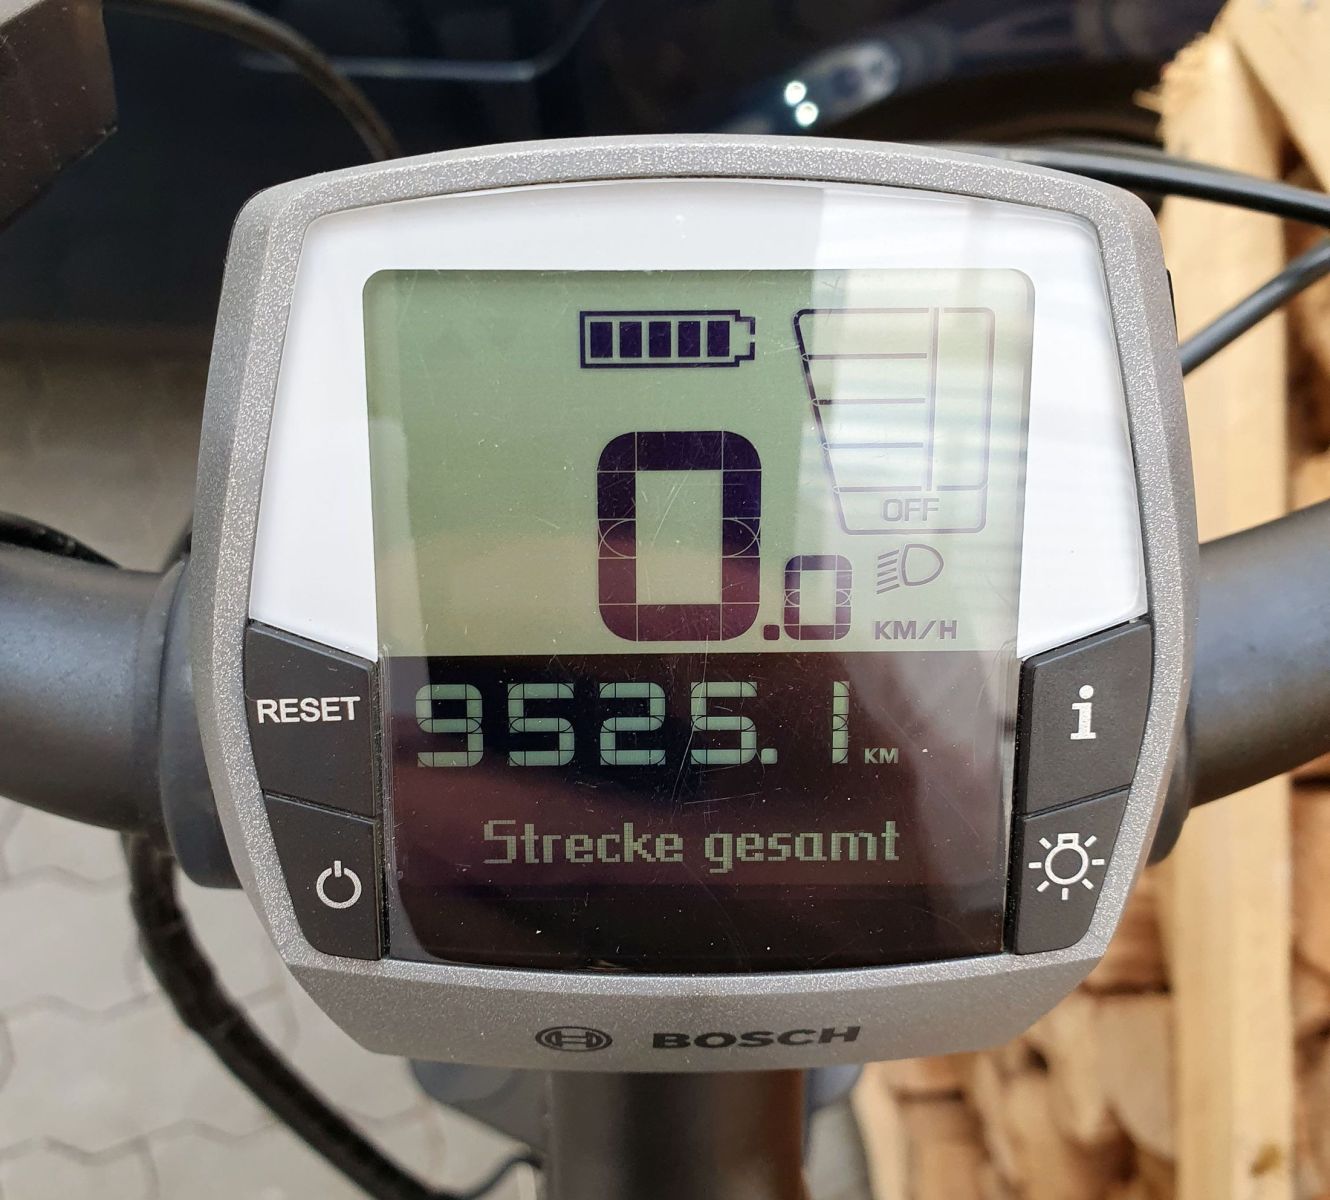 OFF
0.0 KM/H
RESET
9525.1 KM
i
Strecke gesamt
BOSCH